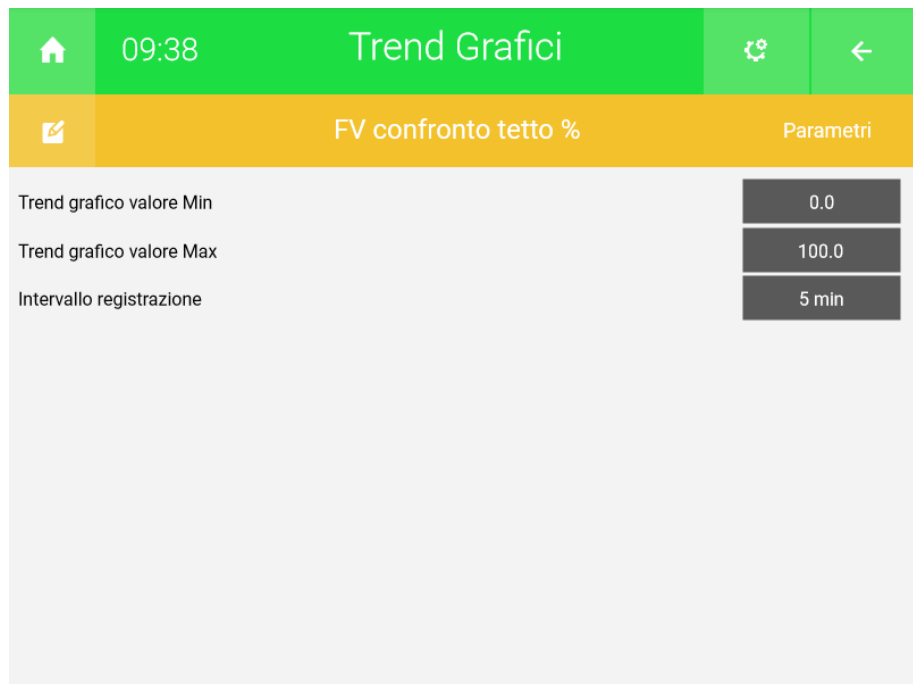 09:38 Trend Grafici
FV confronto tetto % Parametri
Trend grafico valore Min 0.0
Trend grafico valore Max 100.0
Intervallo registrazione 5 min